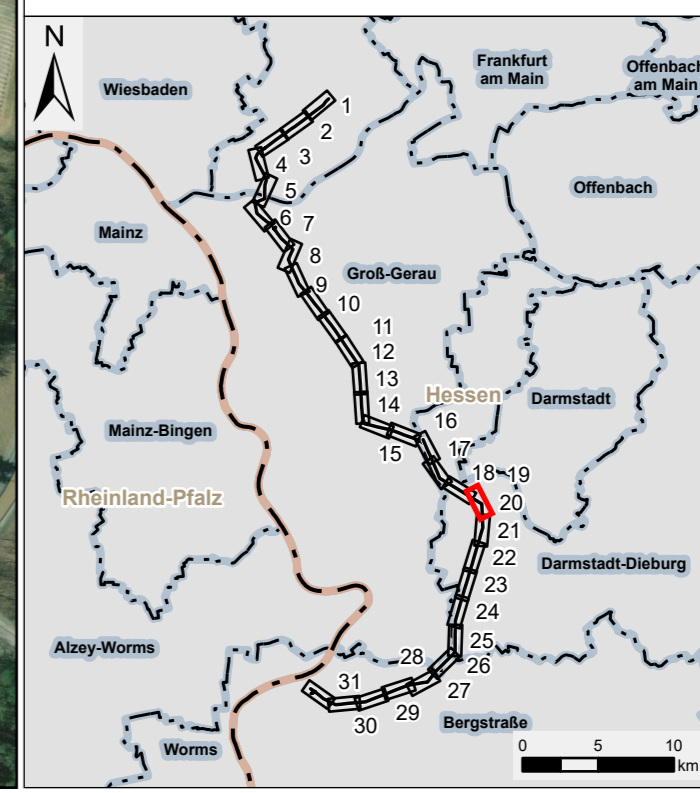 N
Wiesbaden
Frankfurt
am Main
Offenbach
am Main
1
2
3
4
5
6
7
8
9
10
11
12
13
14
15
16
17
18
19
20
21
22
23
24
25
26
27
28
29
30
31
Offenbach
Mainz
Groß-Gerau
Hessen
Darmstadt
Mainz-Bingen
Rheinland-Pfalz
Darmstadt-Dieburg
Alzey-Worms
Bergstraße
Worms
0 5 10
km